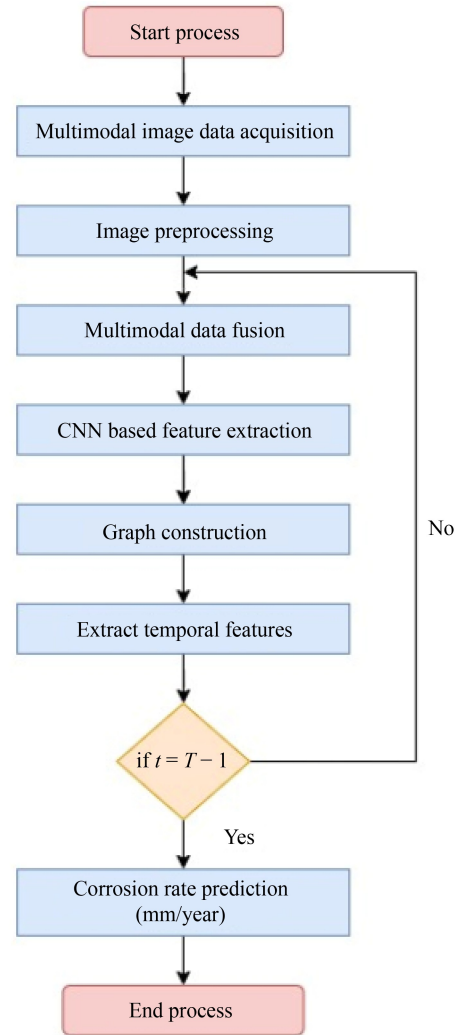 Start process
Multimodal image data acquisition
Image preprocessing
Multimodal data fusion
CNN based feature extraction
Graph construction
No
Extract temporal features
if t = T − 1
Yes
Corrosion rate prediction
(mm/year)
End process